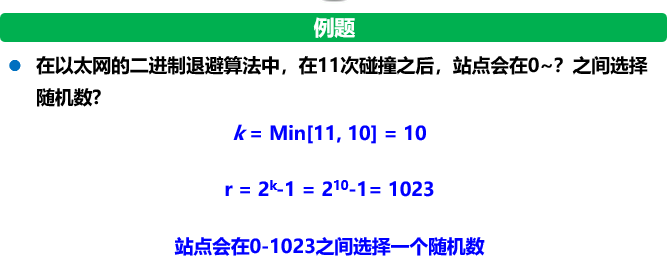 例题
在以太网的二进制退避算法中，在11次碰撞之后，站点会在0~？之间选择
随机数?
k = Min[11, 10] = 10
r = 2ᵏ-1 = 2¹⁰-1= 1023
站点会在0-1023之间选择一个随机数